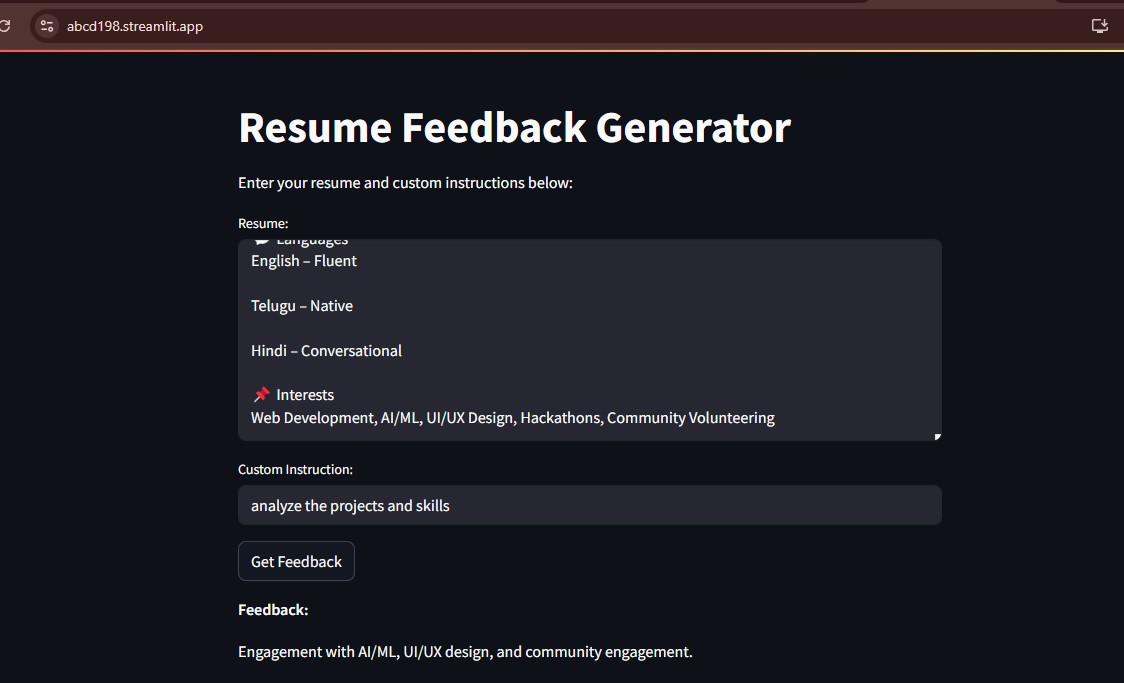 abcd198.streamlit.app
Resume Feedback Generator
Enter your resume and custom instructions below:
Resume:
Languages
English – Fluent
Telugu – Native
Hindi – Conversational
📌 Interests
Web Development, AI/ML, UI/UX Design, Hackathons, Community Volunteering
Custom Instruction:
analyze the projects and skills
Get Feedback
Feedback:
Engagement with AI/ML, UI/UX design, and community engagement.